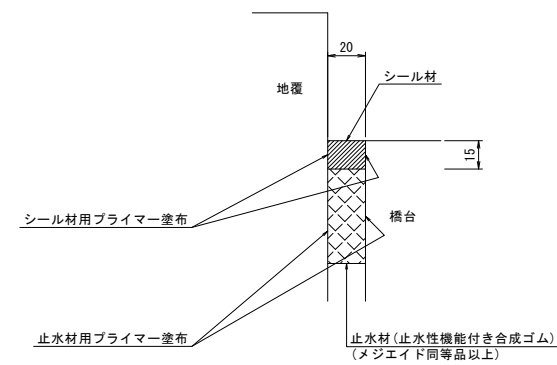 20
シール材
地覆
15
シール材用プライマー塗布
橋台
止水材用プライマー塗布
止水材(止水性機能付き合成ゴム)
(メジエイド同等品以上)